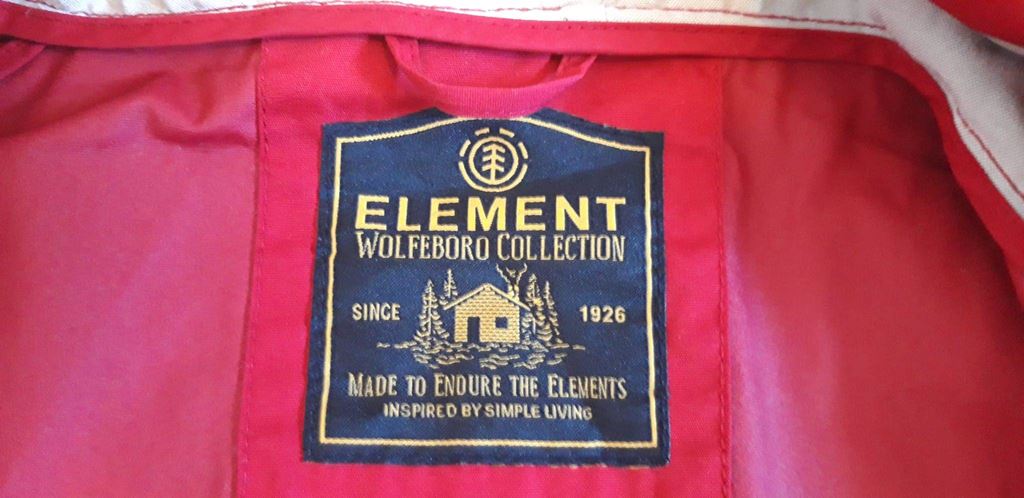 ELEMENT
WOLFEBORO COLLECTION
SINCE 1926
MADE TO ENDURE THE ELEMENTS
INSPIRED BY SIMPLE LIVING